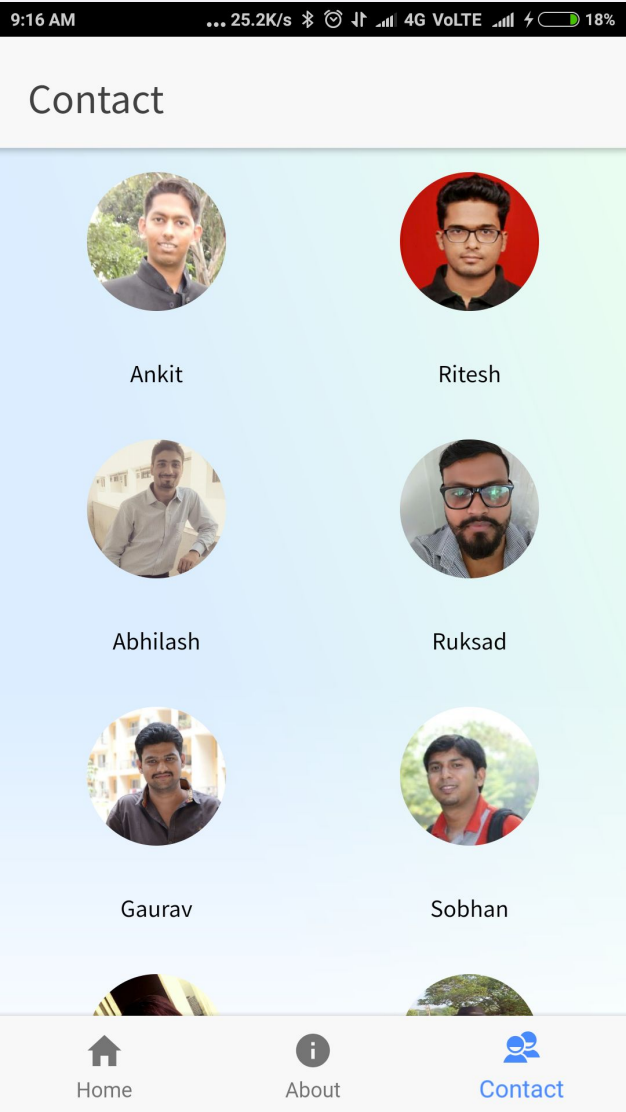 9:16 AM ... 25.2K/s 4G VoLTE 18%
Contact
Ankit Ritesh
Abhilash Ruksad
Gaurav Sobhan
Home About Contact